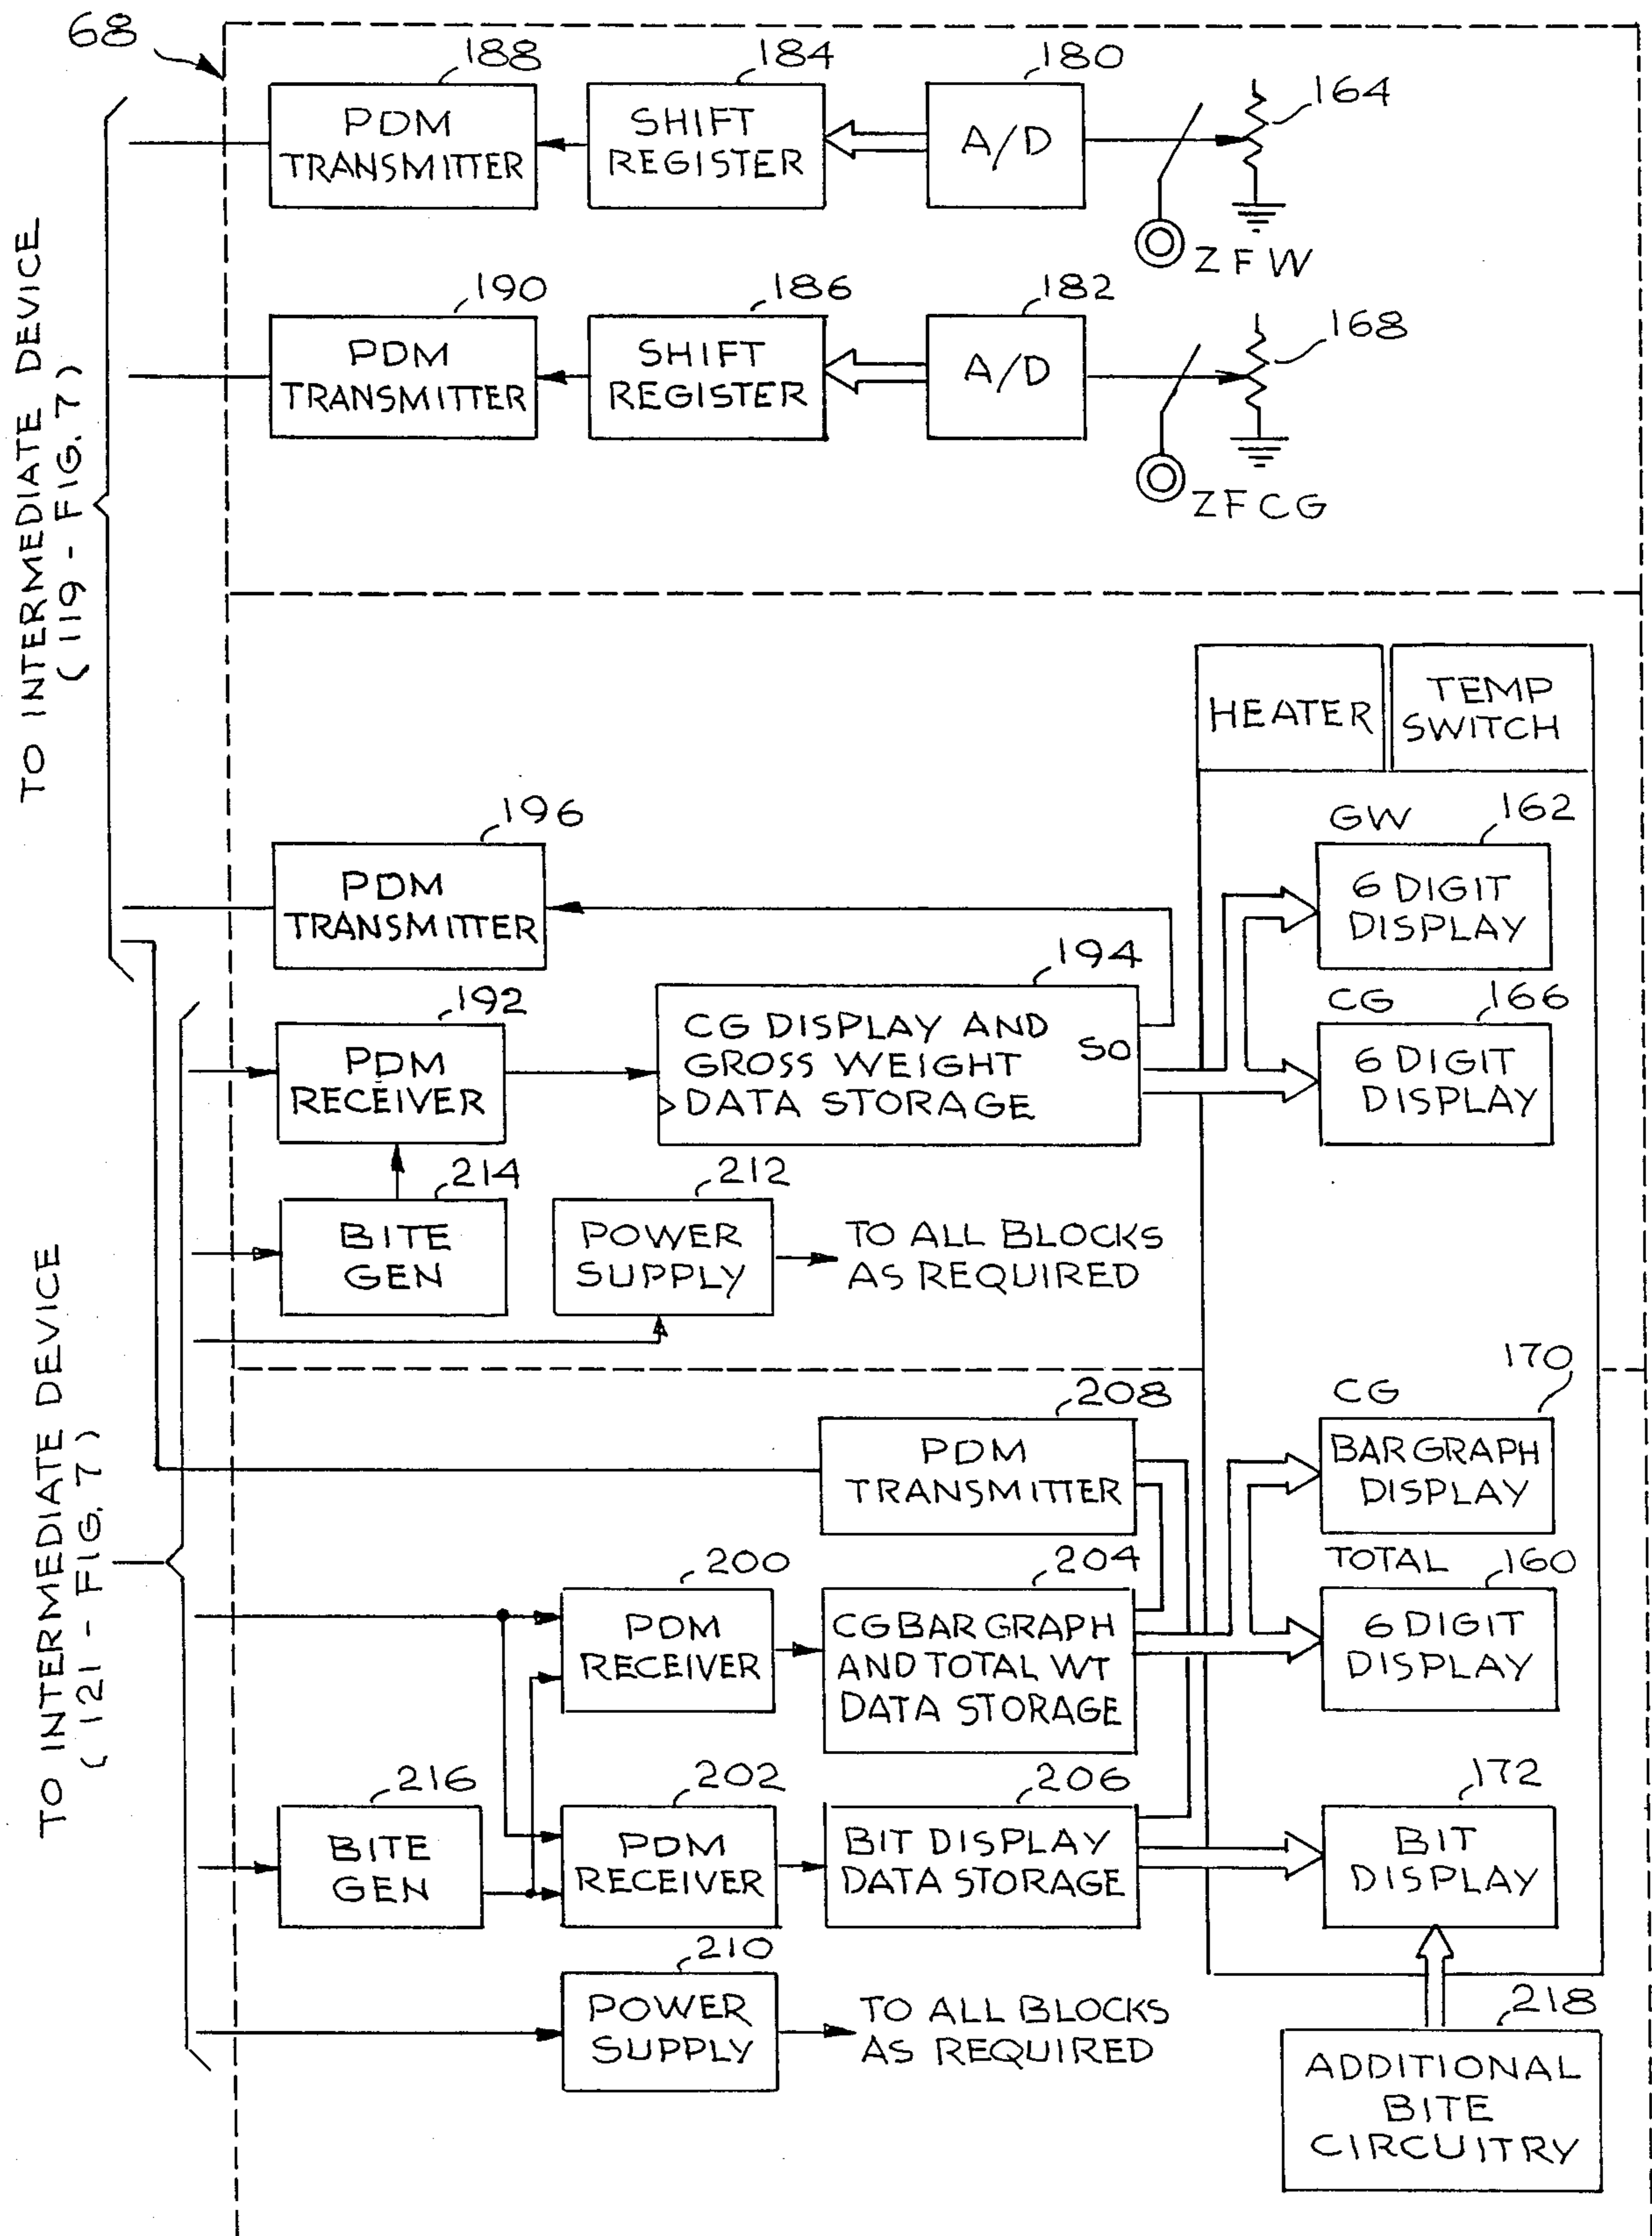 68
188
184
180
164
PDM
TRANSMITTER
SHIFT
REGISTER
A/D
ZFW
190
186
182
168
PDM
TRANSMITTER
SHIFT
REGISTER
A/D
ZFCG
TO INTERMEDIATE DEVICE
(119 - FIG. 7)
HEATER
TEMP
SWITCH
196
GW
162
PDM
TRANSMITTER
6 DIGIT
DISPLAY
194
192
CG
166
PDM
RECEIVER
CG DISPLAY AND
GROSS WEIGHT
DATA STORAGE
SO
6 DIGIT
DISPLAY
214
212
BITE
GEN
POWER
SUPPLY
TO ALL BLOCKS
AS REQUIRED
TO INTERMEDIATE DEVICE
(121 - FIG. 7)
170
208
CG
PDM
TRANSMITTER
BAR GRAPH
DISPLAY
200
204
TOTAL
160
PDM
RECEIVER
CG BAR GRAPH
AND TOTAL WT
DATA STORAGE
6 DIGIT
DISPLAY
216
202
206
172
BITE
GEN
PDM
RECEIVER
BIT DISPLAY
DATA STORAGE
BIT
DISPLAY
210
POWER
SUPPLY
TO ALL BLOCKS
AS REQUIRED
218
ADDITIONAL
BITE
CIRCUITRY